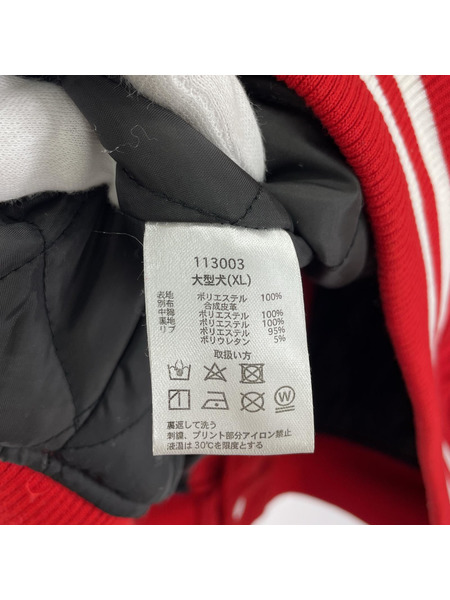 113003
大型犬(XL)
表地 ポリエステル 100%
別布 合成皮革
中綿 ポリエステル 100%
裏地 ポリエステル 100%
リブ ポリエステル 95%
ポリウレタン 5%
取扱い方
W
裏返して洗う
刺繍、プリント部分アイロン禁止
液温は30℃を限度とする